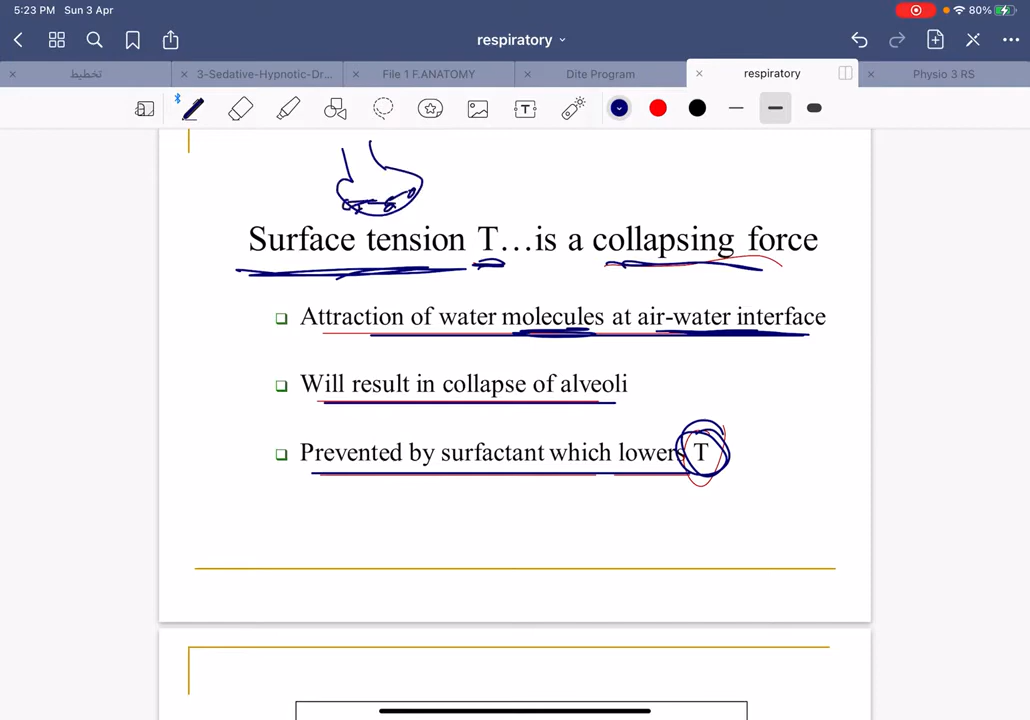 5:23 PM Sun 3 Apr 80%
respiratory
تخطيط 3-Sedative-Hypnotic-Dr... File 1 F.ANATOMY Dite Program respiratory Physio 3 RS
Surface tension T...is a collapsing force
Attraction of water molecules at air-water interface
Will result in collapse of alveoli
Prevented by surfactant which lowers T